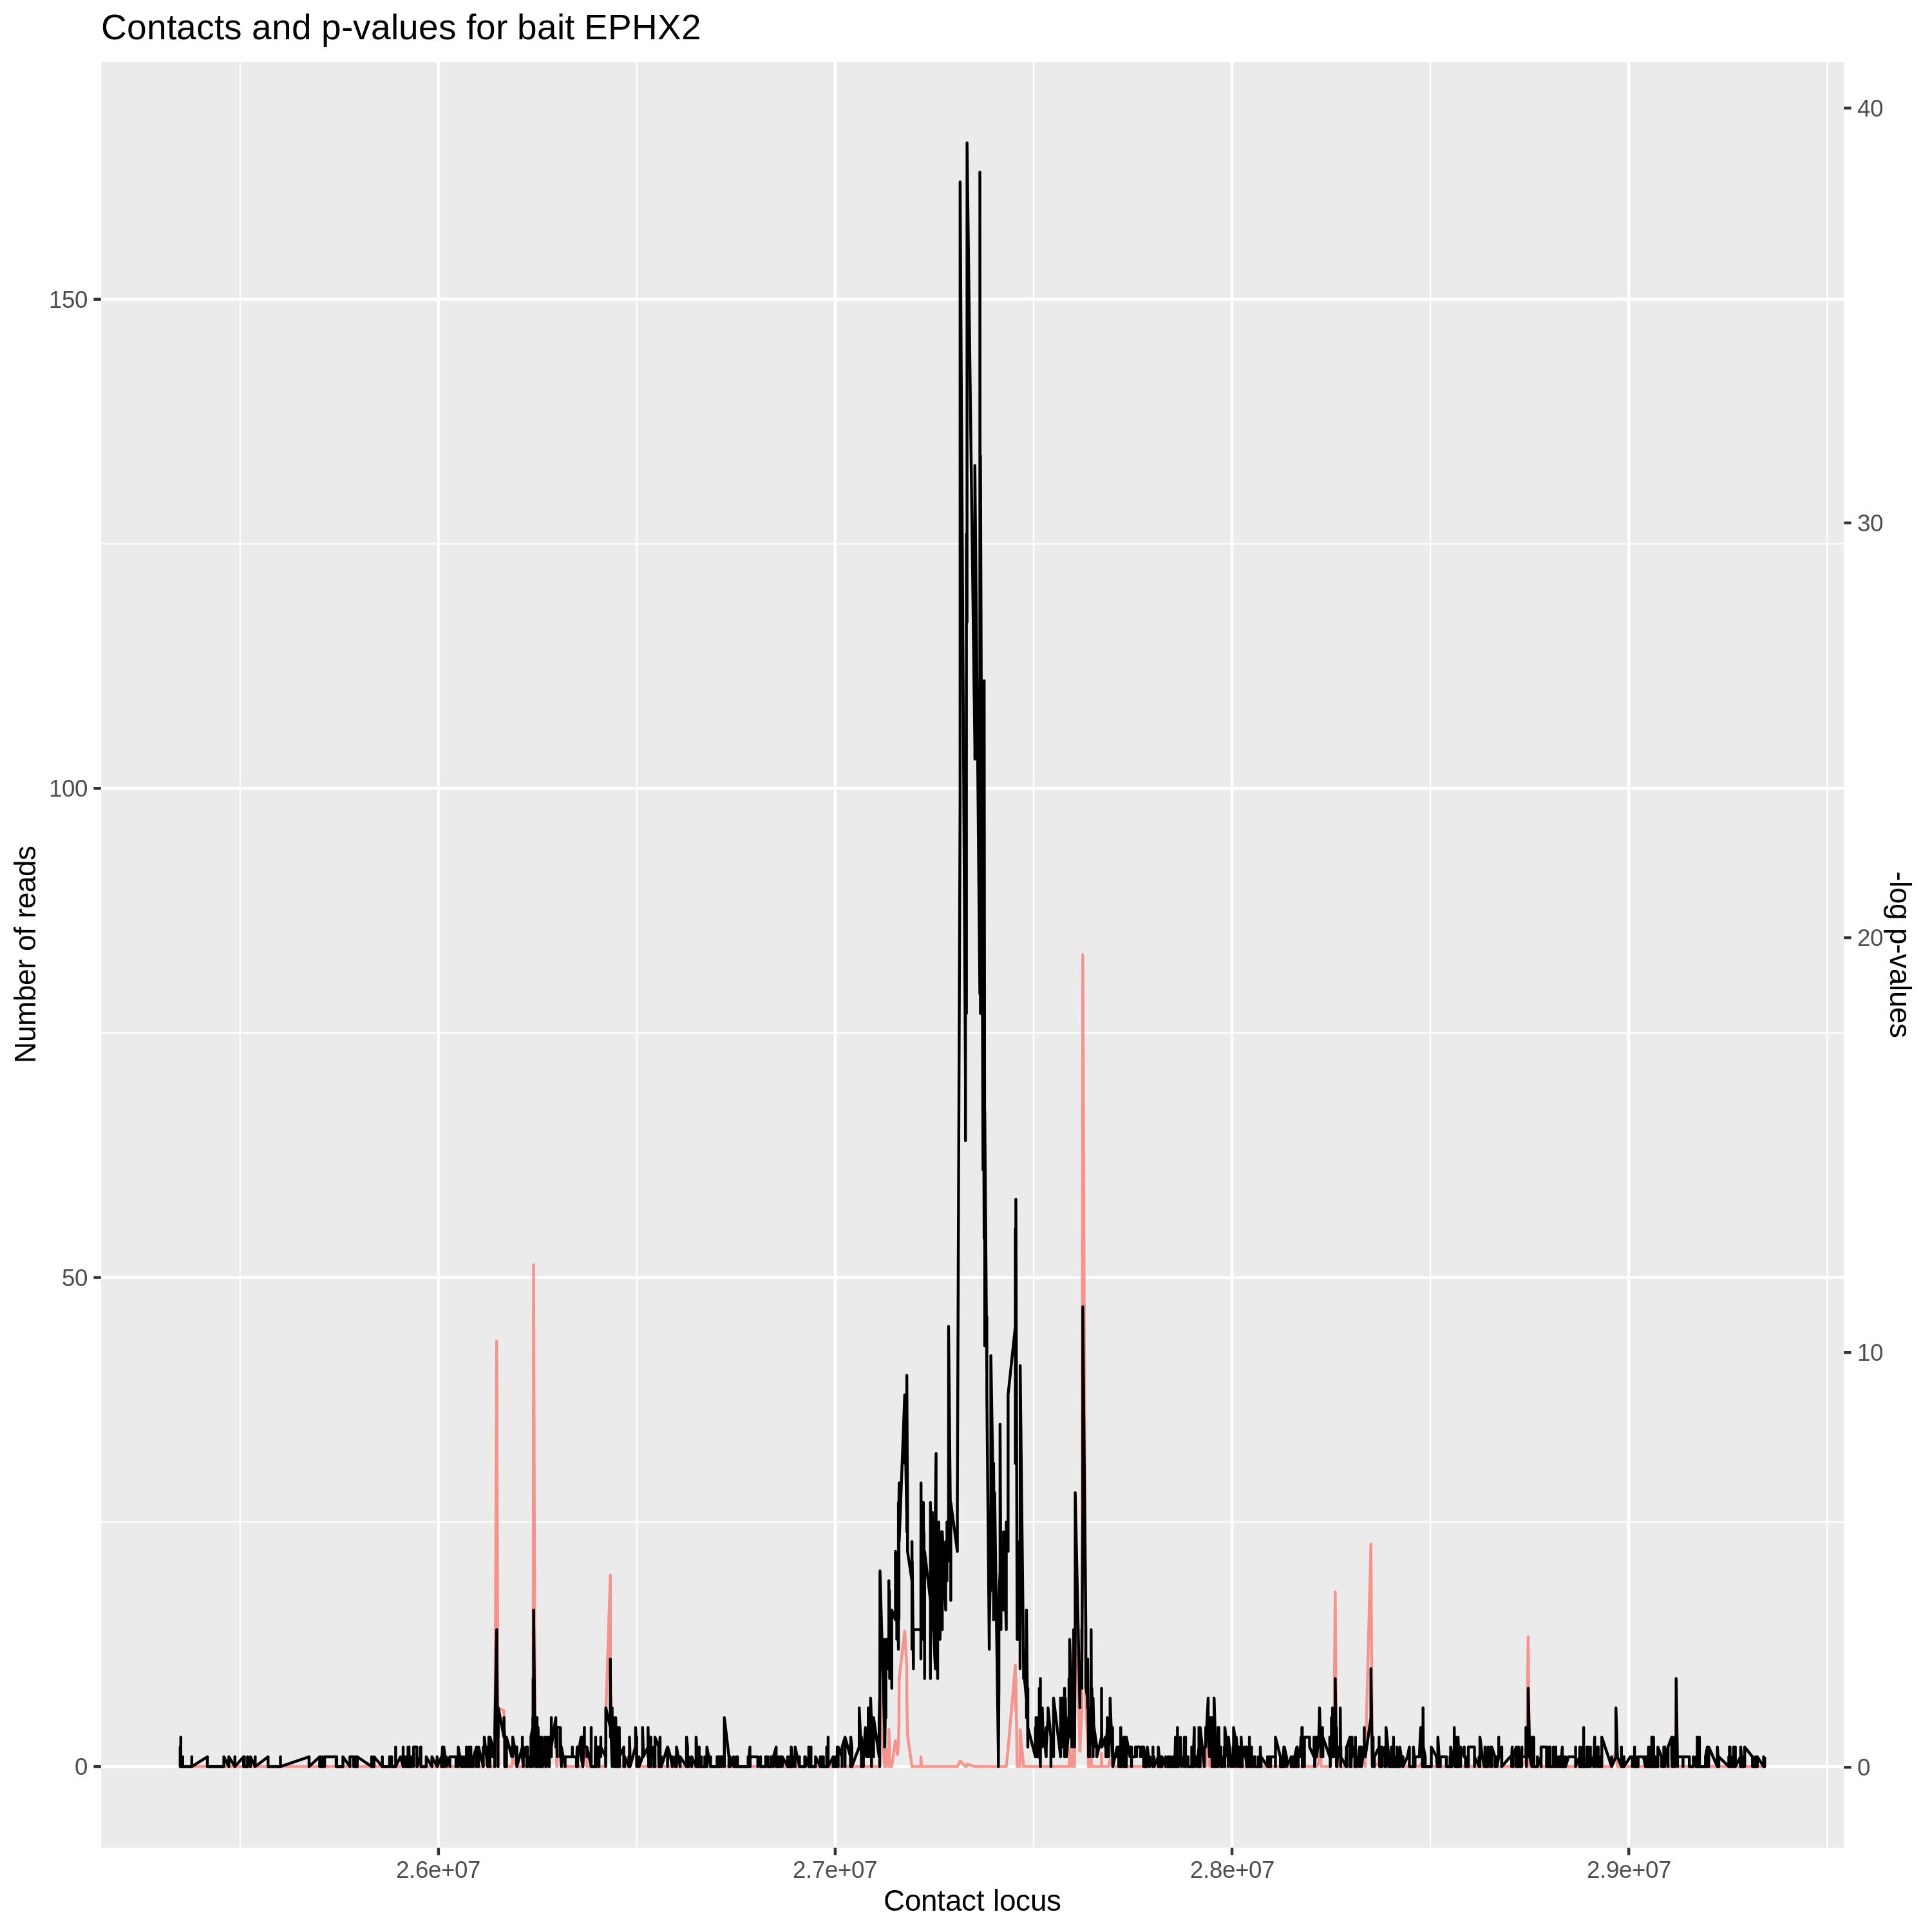 Contacts and p-values for bait EPHX2
Number of reads
150
100
50
0
40
30
20
10
0
-log p-values
2.6e+07
2.7e+07
2.8e+07
2.9e+07
Contact locus